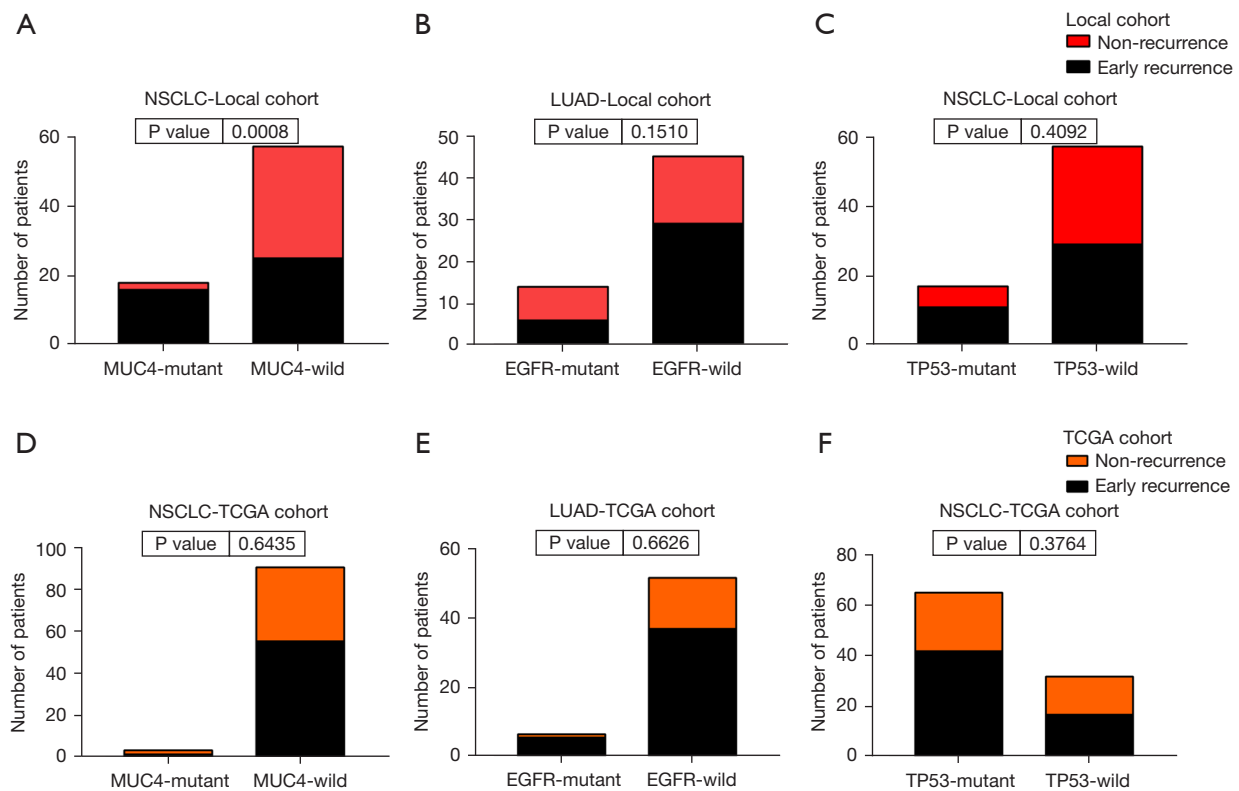 A
B
C
Local cohort
Non-recurrence
Early recurrence
NSCLC-Local cohort
P value 0.0008
Number of patients
60
40
20
0
MUC4-mutant MUC4-wild
LUAD-Local cohort
P value 0.1510
Number of patients
50
40
30
20
10
0
EGFR-mutant EGFR-wild
NSCLC-Local cohort
P value 0.4092
Number of patients
60
40
20
0
TP53-mutant TP53-wild
D
E
F
TCGA cohort
Non-recurrence
Early recurrence
NSCLC-TCGA cohort
P value 0.6435
Number of patients
100
80
60
40
20
0
MUC4-mutant MUC4-wild
LUAD-TCGA cohort
P value 0.6626
Number of patients
60
40
20
0
EGFR-mutant EGFR-wild
NSCLC-TCGA cohort
P value 0.3764
Number of patients
80
60
40
20
0
TP53-mutant TP53-wild